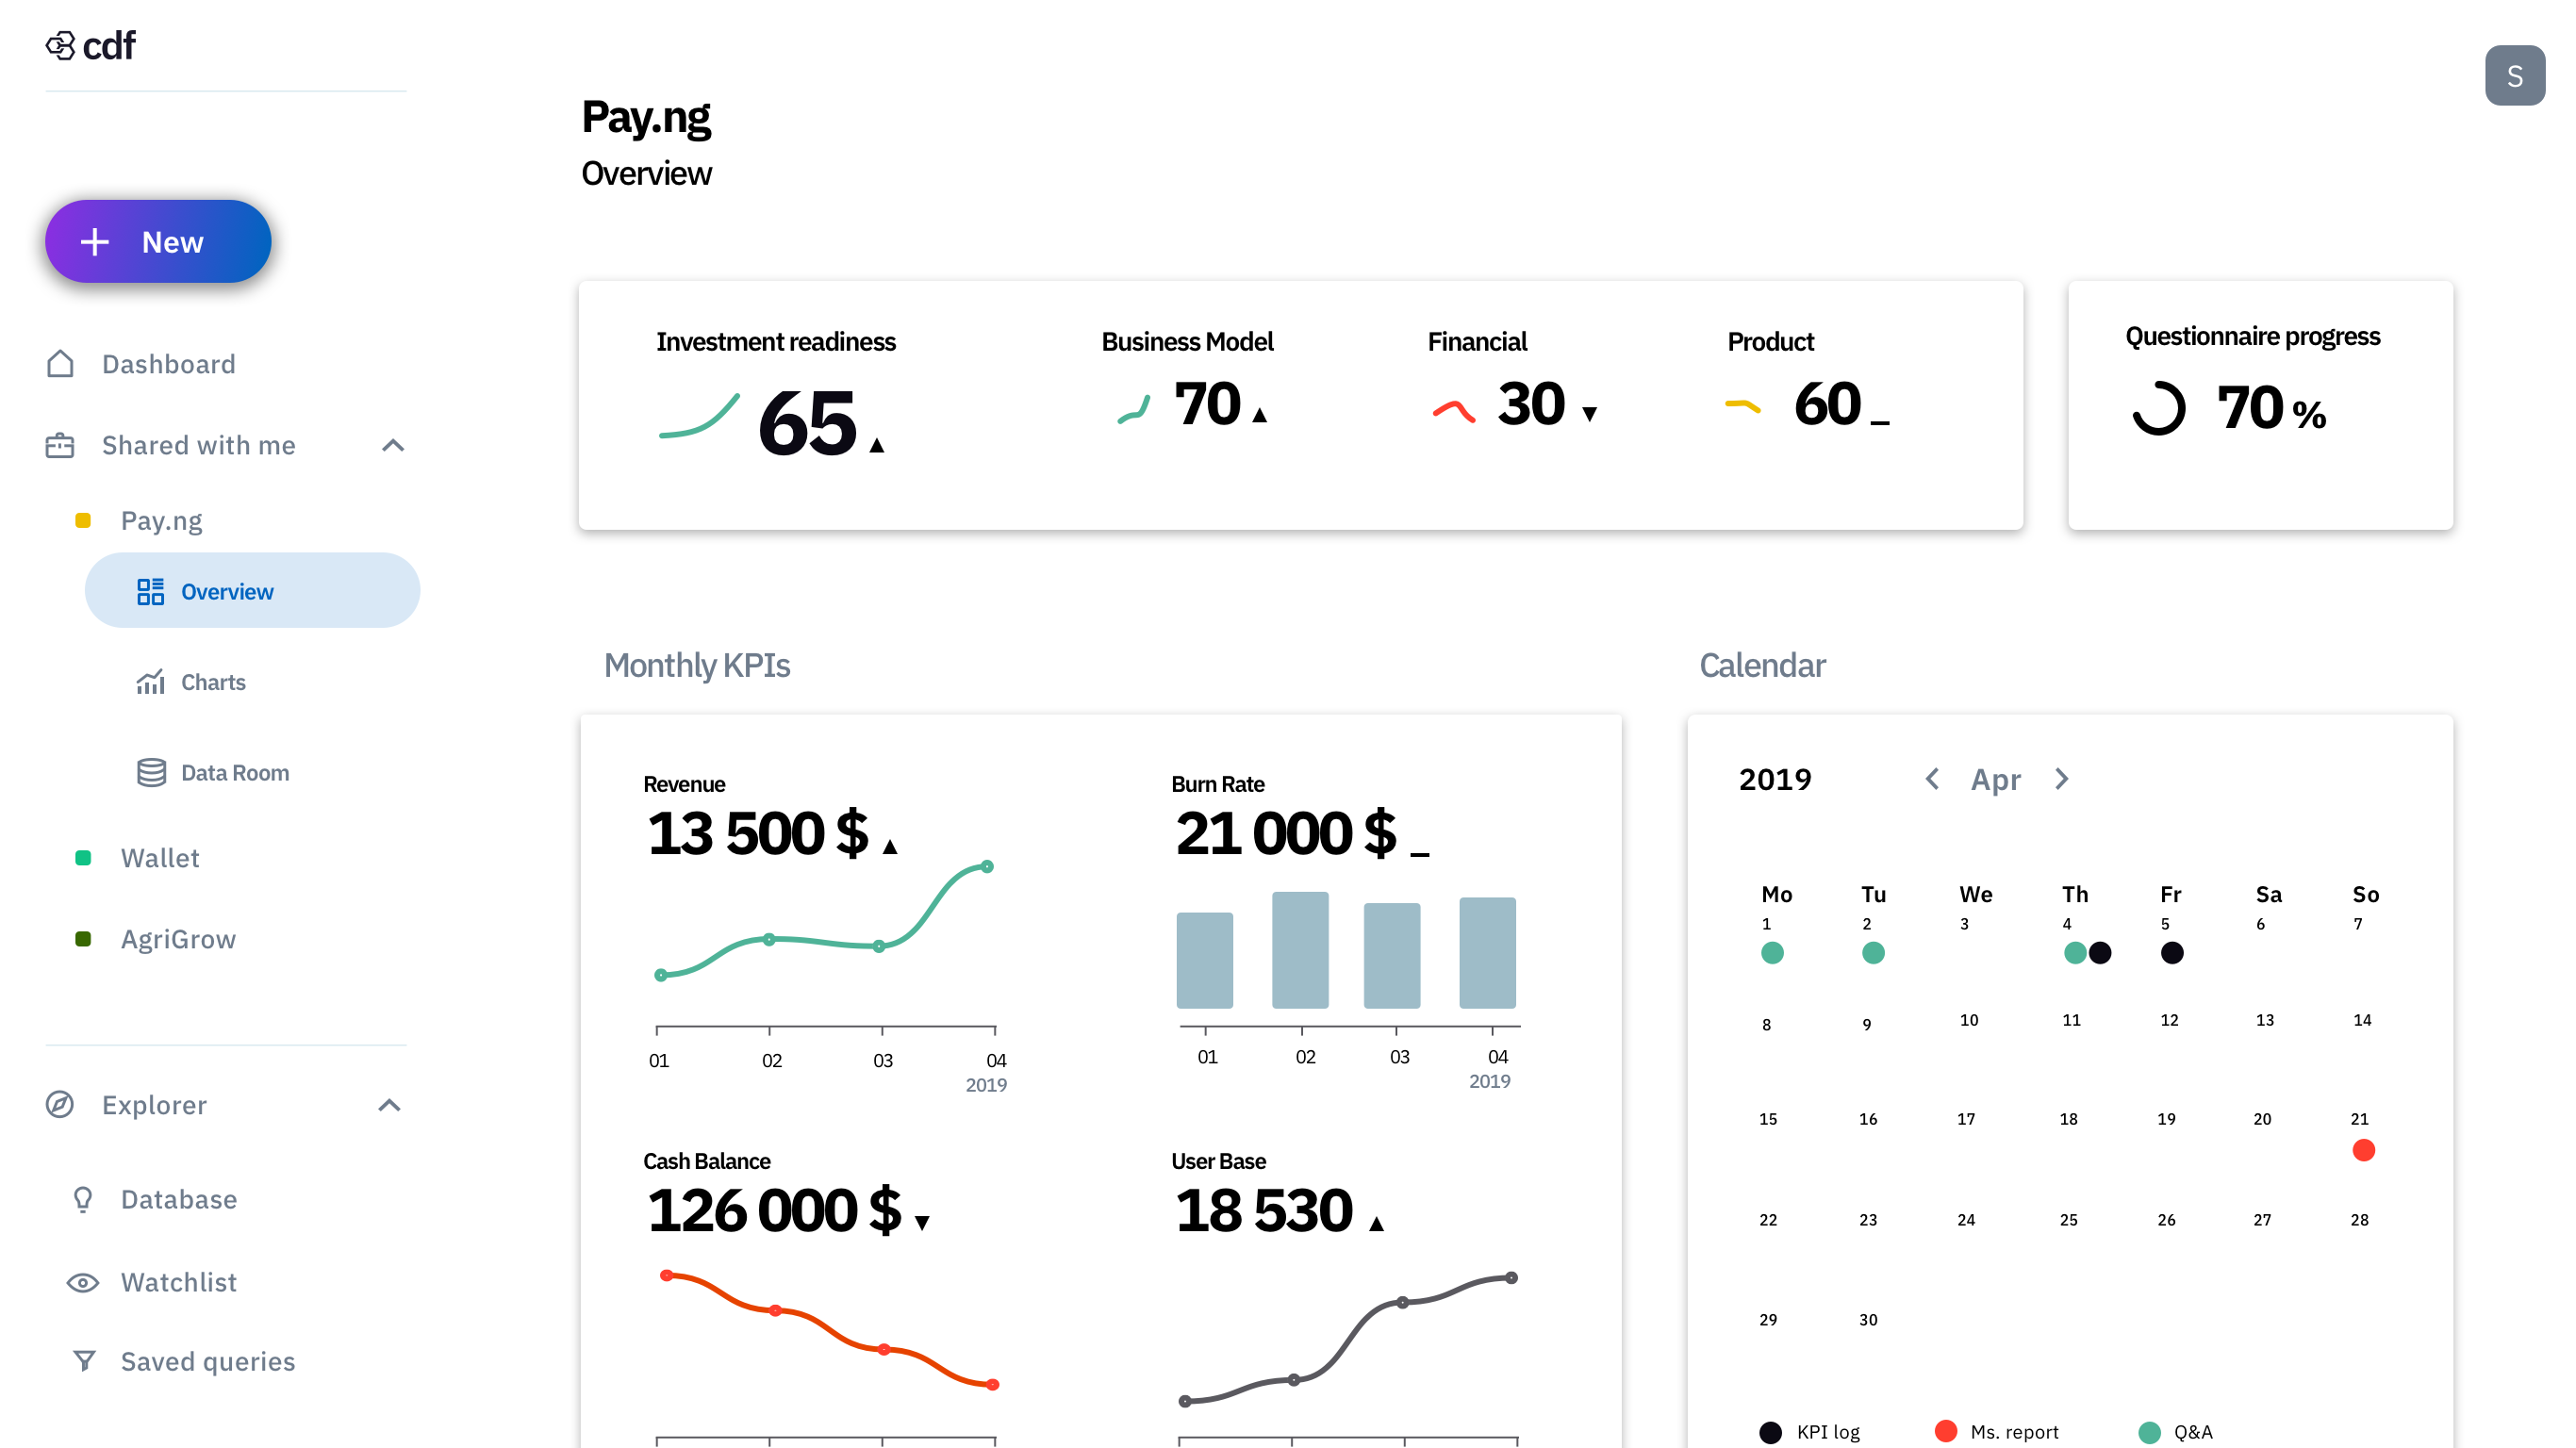 cdf
S
New
Dashboard
Shared with me
Pay.ng
Overview
Charts
Data Room
Wallet
AgriGrow
Explorer
Database
Watchlist
Saved queries
Pay.ng
Overview
Investment readiness
65 ▲
Business Model
70 ▲
Financial
30 ▼
Product
60 _
Questionnaire progress
70 %
Monthly KPIs
Revenue
13 500 $ ▲
01 02 03 04
2019
Burn Rate
21 000 $ _
01 02 03 04
2019
Cash Balance
126 000 $ ▼
User Base
18 530 ▲
Calendar
2019 < Apr >
Mo Tu We Th Fr Sa So
1 2 3 4 5 6 7
8 9 10 11 12 13 14
15 16 17 18 19 20 21
22 23 24 25 26 27 28
29 30
KPI log Ms. report Q&A